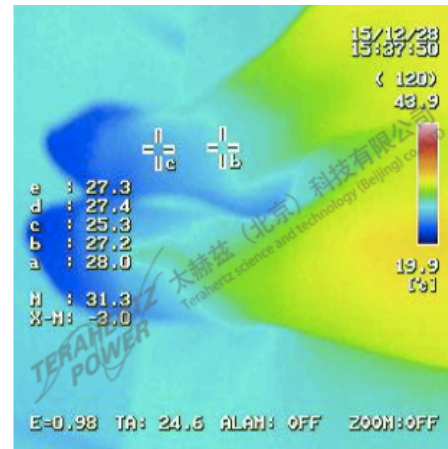 15/12/28
15:37:50
( 120)
43.9
c
b
e : 27.3
d : 27.4
c : 25.3
b : 27.2
a : 28.0
M : 31.3
X-M: -3.0
19.9
[℃]
太赫兹（北京）科技有限公司
Terahertz science and technology (Beijing) co.,ltd
TERAHERTZ
POWER
E=0.98 TA: 24.6 ALAM: OFF ZOOM:OFF